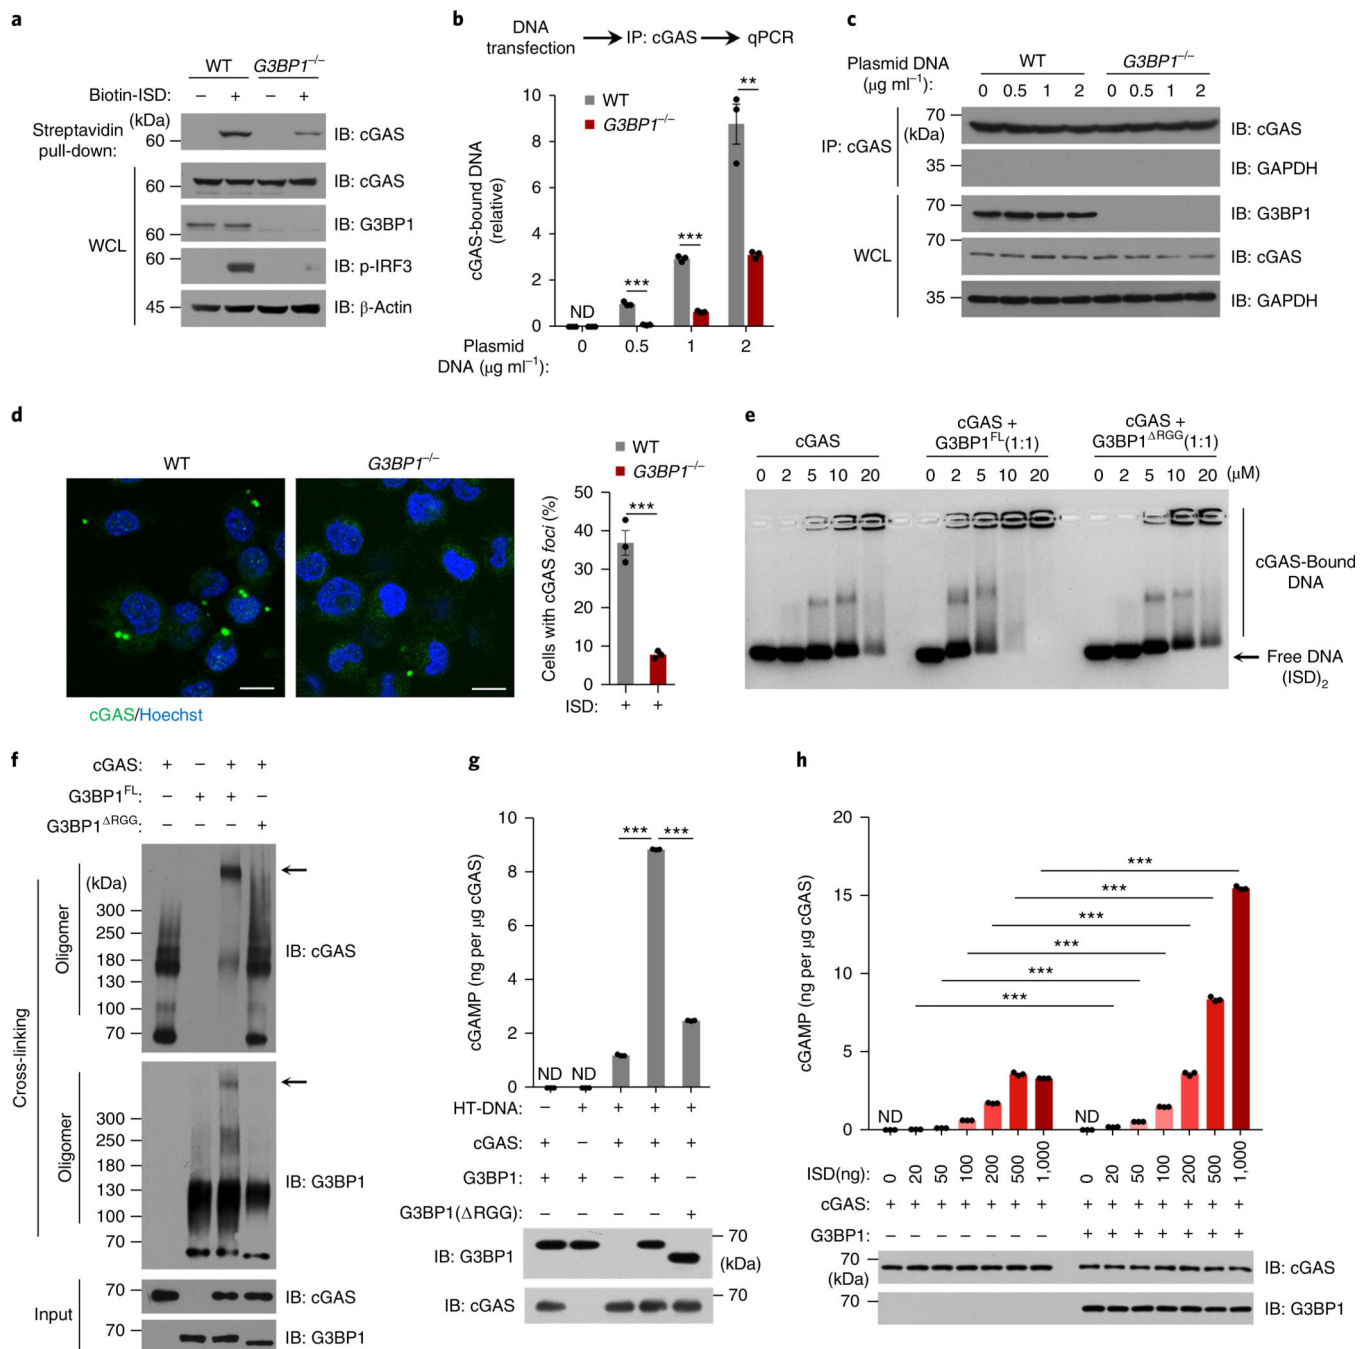 a
WT G3BP1–/–
Biotin-ISD: – + – +
(kDa)
Streptavidin pull-down:
60
IB: cGAS
60
IB: cGAS
WCL
60
IB: G3BP1
60
IB: p-IRF3
45
IB: β-Actin
b
DNA transfection IP: cGAS qPCR
cGAS-bound DNA (relative)
10
8
6
4
2
0
WT
G3BP1–/–
ND *** *** **
0 0.5 1 2
Plasmid DNA (μg ml–1):
c
Plasmid DNA (μg ml–1):
WT G3BP1–/–
0 0.5 1 2 0 0.5 1 2
70
(kDa)
IP: cGAS
IB: cGAS
35
IB: GAPDH
WCL
70
IB: G3BP1
70
IB: cGAS
35
IB: GAPDH
d
WT G3BP1–/–
cGAS/Hoechst
WT
G3BP1–/–
Cells with cGAS foci (%)
50
40
30
20
10
0
***
ISD: + +
e
cGAS
cGAS + G3BP1FL(1:1)
cGAS + G3BP1ΔRGG(1:1)
0 2 5 10 20 0 2 5 10 20 0 2 5 10 20 (μM)
cGAS-Bound DNA
Free DNA (ISD)2
f
cGAS: + – + +
G3BP1FL: – + + –
G3BP1ΔRGG: – – – +
Cross-linking
Oligomer
(kDa)
300
250
180
130
100
70
IB: cGAS
Oligomer
300
250
180
130
100
70
IB: G3BP1
Input
70
IB: cGAS
70
IB: G3BP1
g
cGAMP (ng per μg cGAS)
10
8
6
4
2
0
ND ND *** ***
HT-DNA: – + + + +
cGAS: + – + + +
G3BP1: + + – + –
G3BP1(ΔRGG): – – – – +
IB: G3BP1
70
(kDa)
IB: cGAS
70
h
cGAMP (ng per μg cGAS)
20
15
10
5
0
***
***
***
***
***
***
ND ND
ISD(ng): 0 20 50 100 200 500 1,000 0 20 50 100 200 500 1,000
cGAS: + + + + + + + + + + + + + +
G3BP1: – – – – – – – + + + + + + +
70
(kDa)
IB: cGAS
70
IB: G3BP1